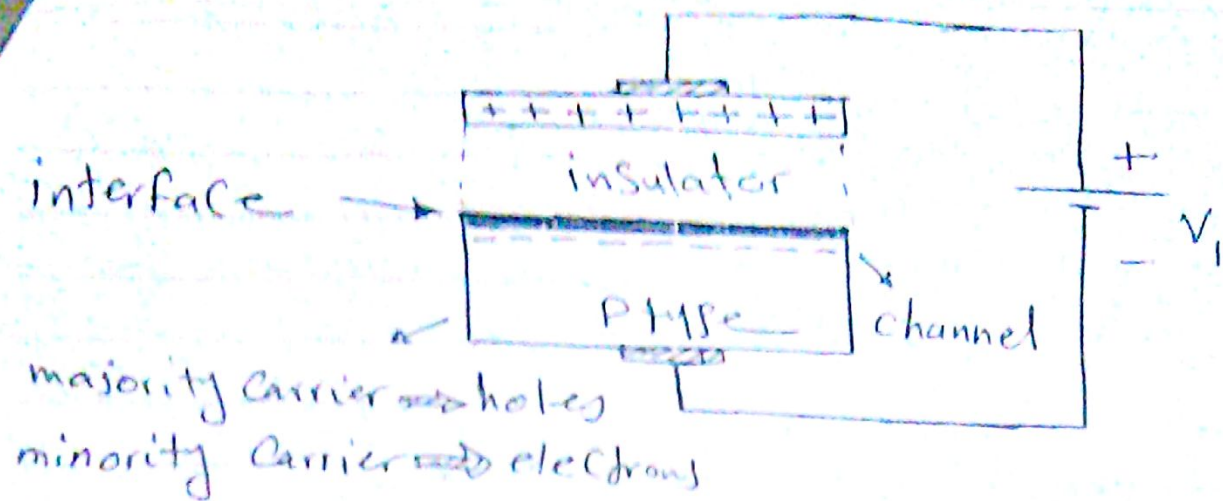 + + + + + + + +
insulator
interface
+
V1
-
P type
channel
majority Carrier ⇒ holes
minority Carrier ⇒ electrons